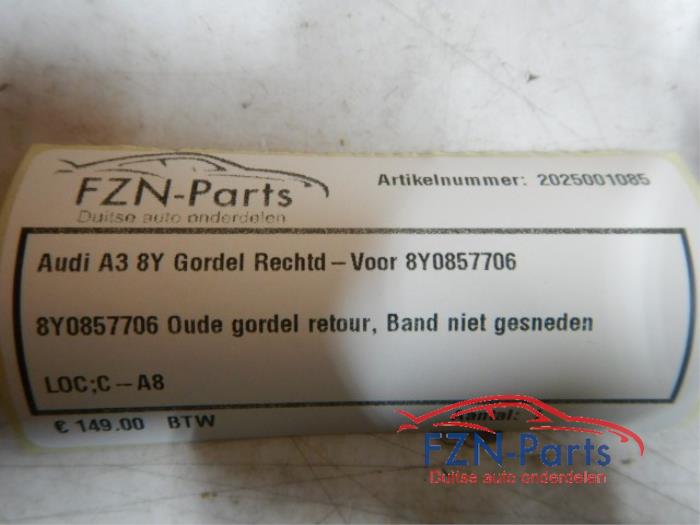 FZN-Parts
Duitse auto onderdelen
Artikelnummer: 2025001085
Audi A3 8Y Gordel Rechtd-Voor 8Y0857706
8Y0857706 Oude gordel retour, Band niet gesneden
LOC;C-A8
€ 149.00 BTW
Aantal:
FZN-Parts
Duitse auto onderdelen